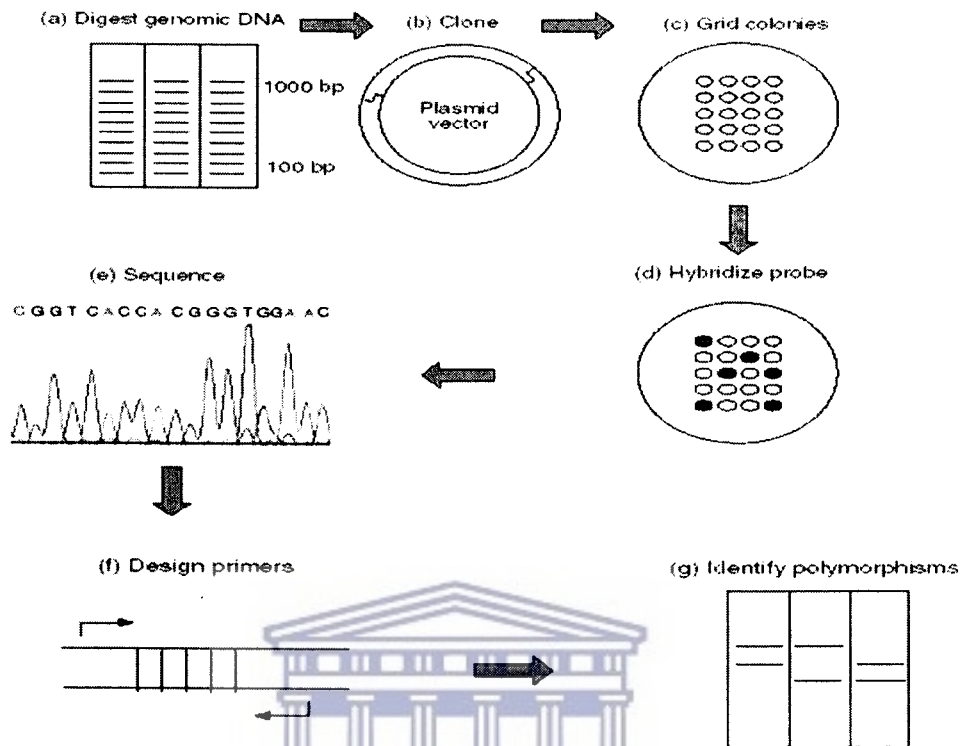 (a) Digest genomic DNA
(b) Clone
(c) Grid colonies
1000 bp
100 bp
Plasmid
vector
(d) Hybridize probe
(e) Sequence
CGGTCACCACGGGTGGAAC
(f) Design primers
(g) Identify polymorphisms